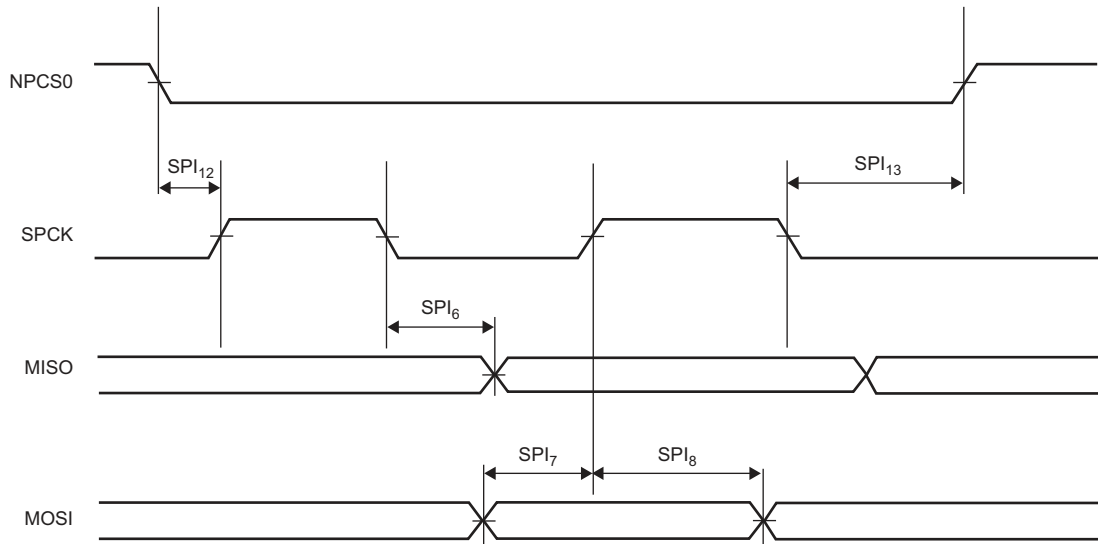 NPCS0
SPI₁₂
SPI₁₃
SPCK
SPI₆
MISO
SPI₇
SPI₈
MOSI